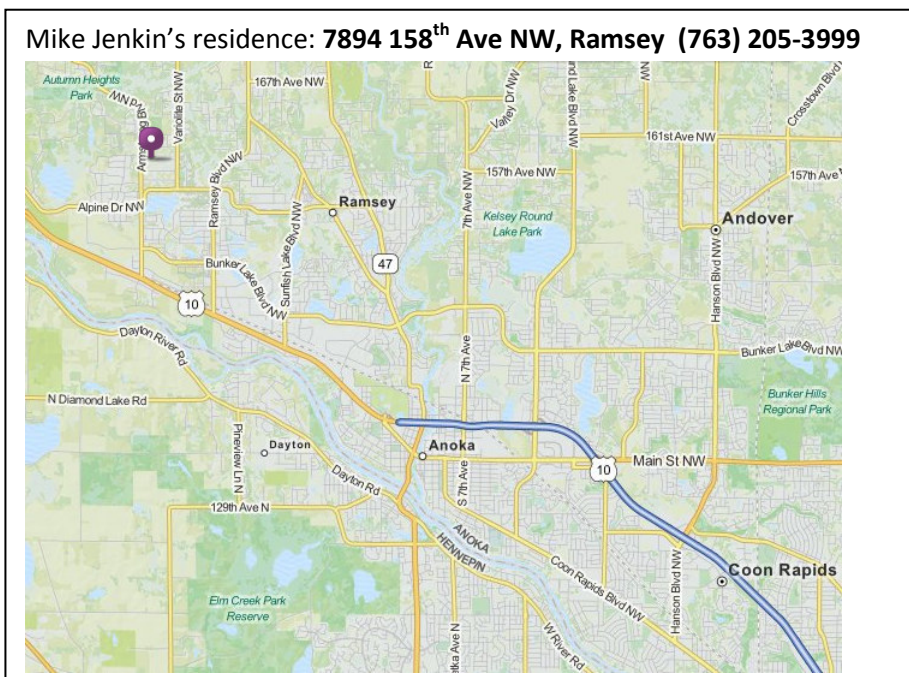 Mike Jenkin's residence: 7894 158th Ave NW, Ramsey (763) 205-3999
Autumn Heights
Park
Variolite St NW
167th Ave NW
Valley Dr NW
Crosstown Blvd
161st Ave NW
157th Ave NW
157th Ave
Ramsey Blvd NW
7th Ave NW
Ramsey
Kelsey Round
Lake Park
Andover
Alpine Dr NW
Sunfish Lake Blvd NW
Hanson Blvd NW
47
Bunker Lake Blvd NW
10
Dayton River Rd
N 7th Ave
Bunker Lake Blvd NW
N Diamond Lake Rd
Bunker Hills
Regional Park
Pineview Ln N
Dayton
Anoka
Main St NW
10
Dayton Rd
S 7th Ave
129th Ave N
ANOKA
HENNEPIN
Coon Rapids Blvd NW
Hanson Blvd NW
Coon Rapids
Elm Creek Park
Reserve
W River Rd